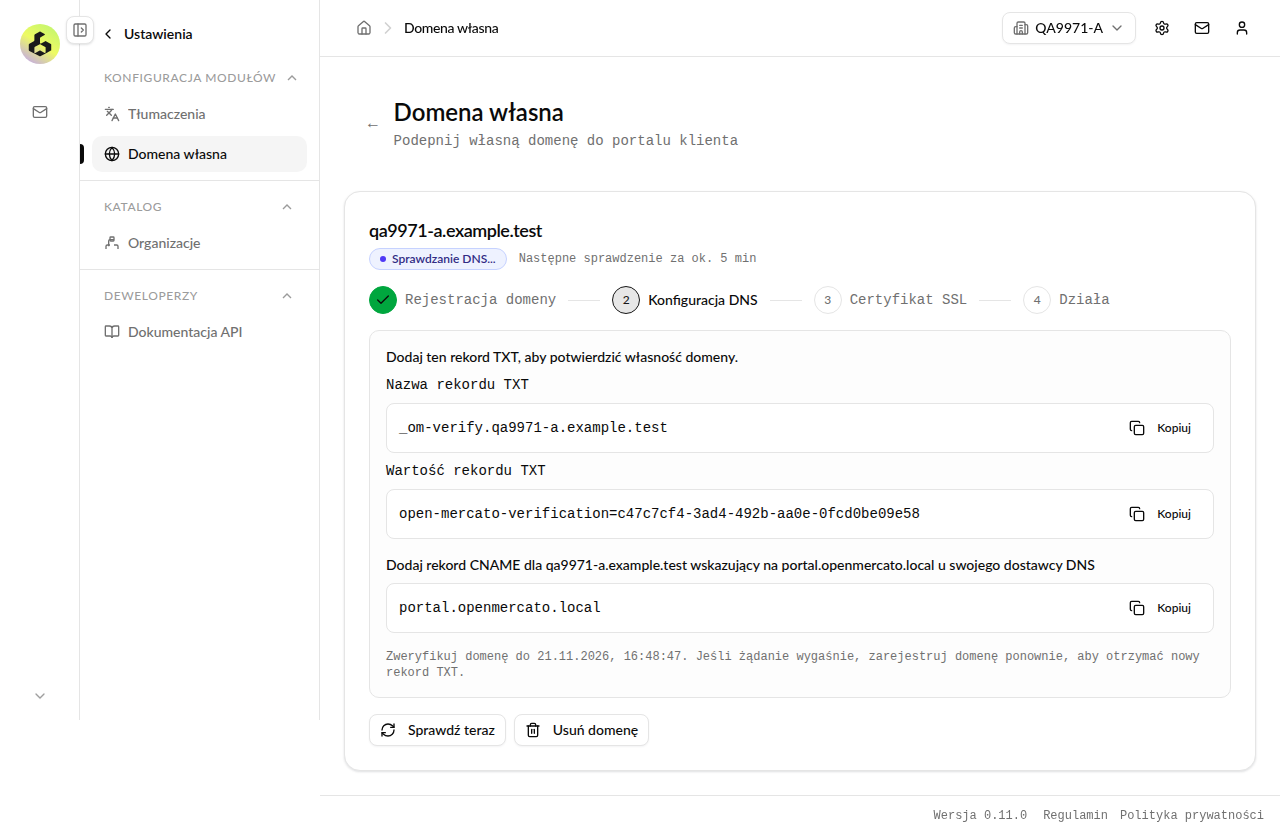 Ustawienia
KONFIGURACJA MODUŁÓW
Tłumaczenia
Domena własna
KATALOG
Organizacje
DEWELOPERZY
Dokumentacja API
Domena własna
QA9971-A
← Domena własna
Podepnij własną domenę do portalu klienta
qa9971-a.example.test
Sprawdzanie DNS... Następne sprawdzenie za ok. 5 min
Rejestracja domeny 2 Konfiguracja DNS 3 Certyfikat SSL 4 Działa
Dodaj ten rekord TXT, aby potwierdzić własność domeny.
Nazwa rekordu TXT
_om-verify.qa9971-a.example.test Kopiuj
Wartość rekordu TXT
open-mercato-verification=c47c7cf4-3ad4-492b-aa0e-0fcd0be09e58 Kopiuj
Dodaj rekord CNAME dla qa9971-a.example.test wskazujący na portal.openmercato.local u swojego dostawcy DNS
portal.openmercato.local Kopiuj
Zweryfikuj domenę do 21.11.2026, 16:48:47. Jeśli żądanie wygaśnie, zarejestruj domenę ponownie, aby otrzymać nowy
rekord TXT.
Sprawdź teraz Usuń domenę
Wersja 0.11.0 Regulamin Polityka prywatności